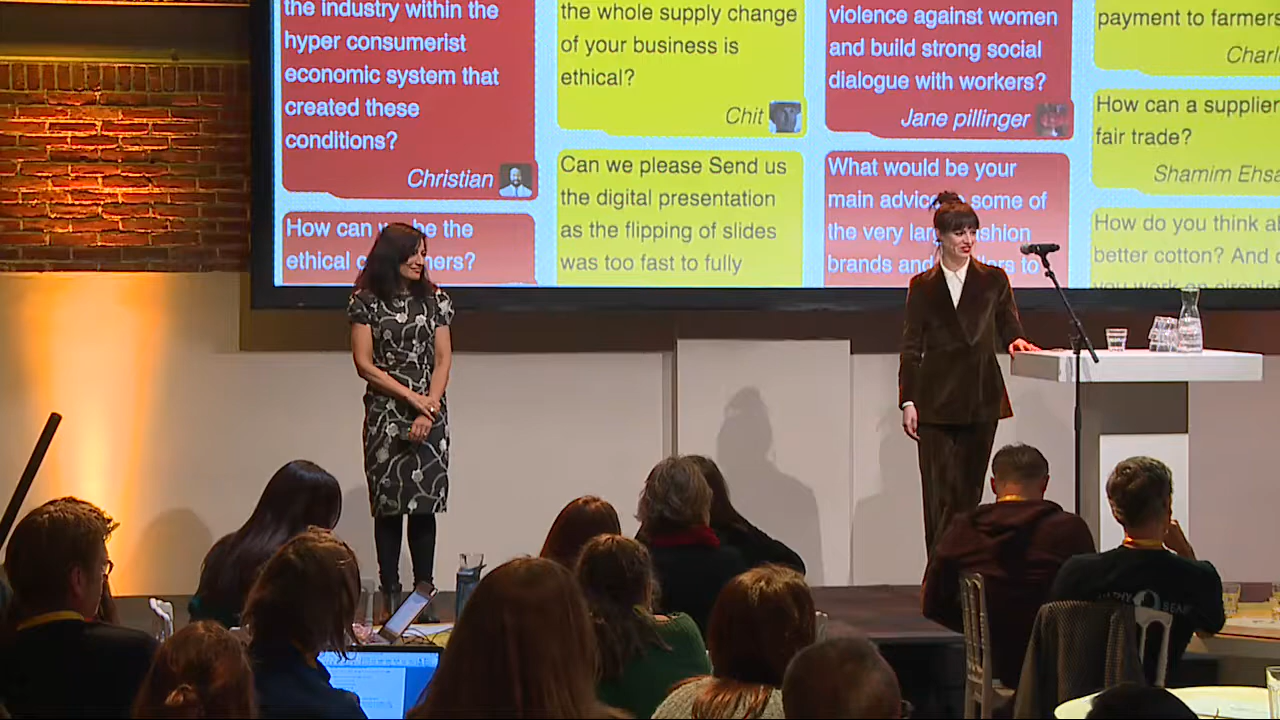 the industry within the
hyper consumerist
economic system that
created these
conditions?
Christian
How can be the
ethical
the whole supply change
of your business is
ethical?
Chit
Can we please Send us
the digital presentation
as the flipping of slides
was too fast to fully
violence against women
and build strong social
dialogue with workers?
Jane pillinger
What would be your
main advice some of
the very large fashion
brands and
payment to farmers
How can a supplier
fair trade?
Shamim Ehsa
How do you think
better cotton? And
you work on